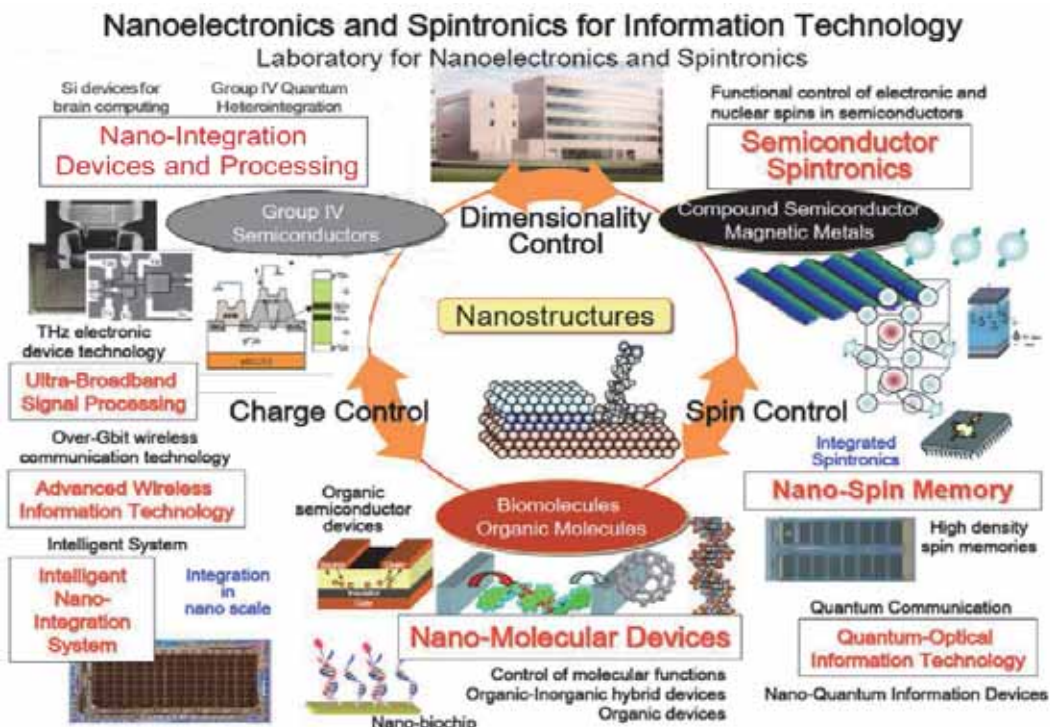 Nanoelectronics and Spintronics for Information Technology
Laboratory for Nanoelectronics and Spintronics
Si devices for
brain computing
Group IV Quantum
Heterointegration
Nano-Integration
Devices and Processing
Functional control of electronic and
nuclear spins in semiconductors
Semiconductor
Spintronics
Group IV
Semiconductors
Dimensionality
Control
Compound Semiconductor
Magnetic Metals
Nanostructures
THz electronic
device technology
Ultra-Broadband
Signal Processing
Charge Control
Spin Control
Over-Gbit wireless
communication technology
Advanced Wireless
Information Technology
Integrated
Spintronics
Nano-Spin Memory
High density
spin memories
Organic
semiconductor
devices
Biomolecules
Organic Molecules
Intelligent System
Intelligent
Nano-
Integration
System
Integration
in
nano scale
Nano-Molecular Devices
Control of molecular functions
Organic-Inorganic hybrid devices
Organic devices
Nano-biochip
Quantum Communication
Quantum-Optical
Information Technology
Nano-Quantum Information Devices